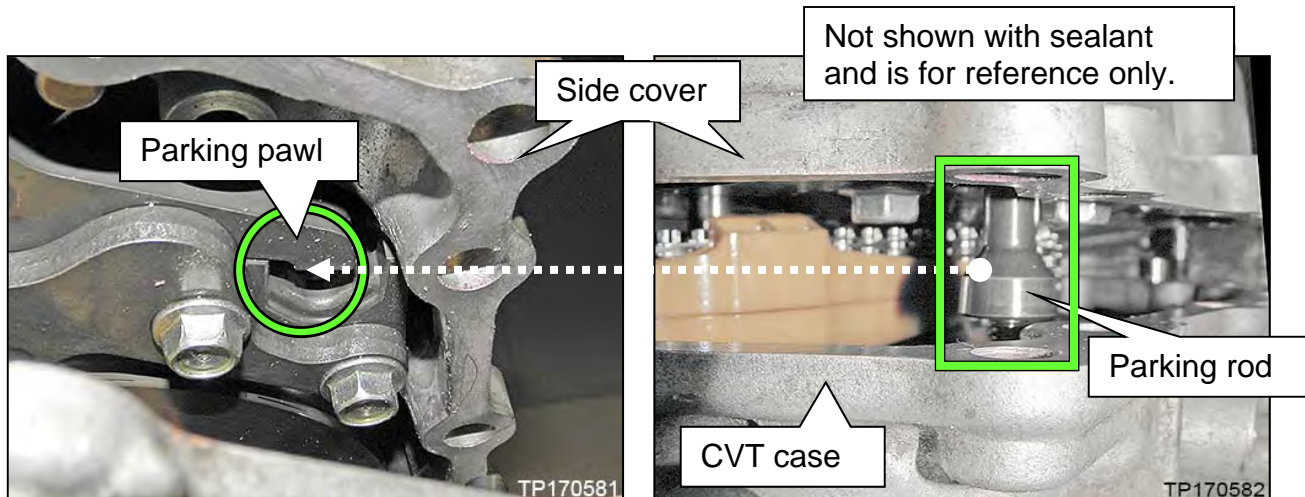 Not shown with sealant
and is for reference only.
Side cover
Parking pawl
Parking rod
CVT case
TP170581
TP170582